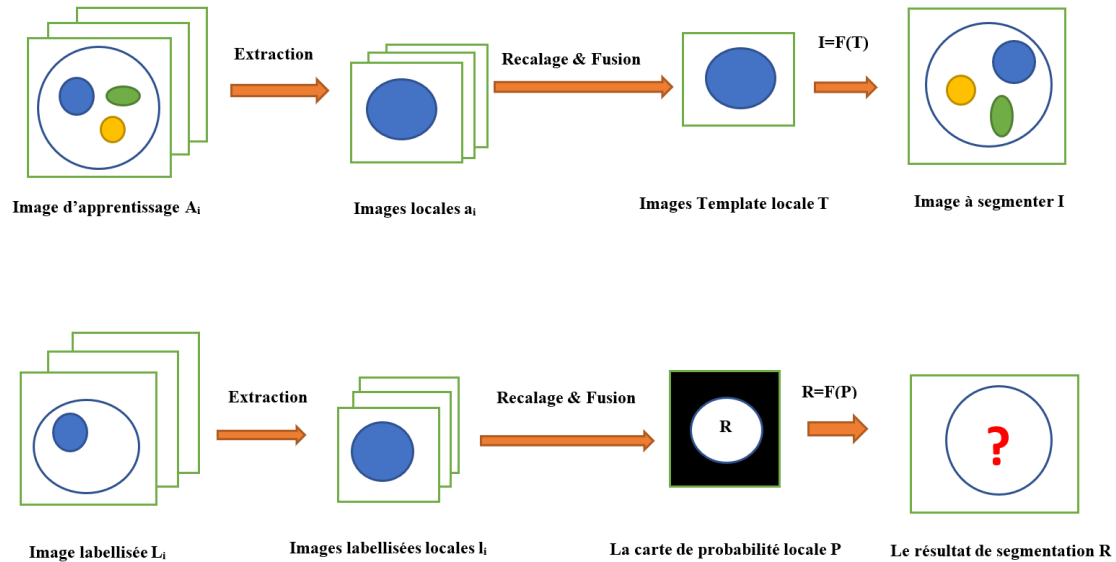 Extraction
Recalage & Fusion
I=F(T)
Image d’apprentissage Aᵢ
Images locales aᵢ
Images Template locale T
Image à segmenter I
Extraction
Recalage & Fusion
R=F(P)
R
?
Image labellisée Lᵢ
Images labellisées locales lᵢ
La carte de probabilité locale P
Le résultat de segmentation R